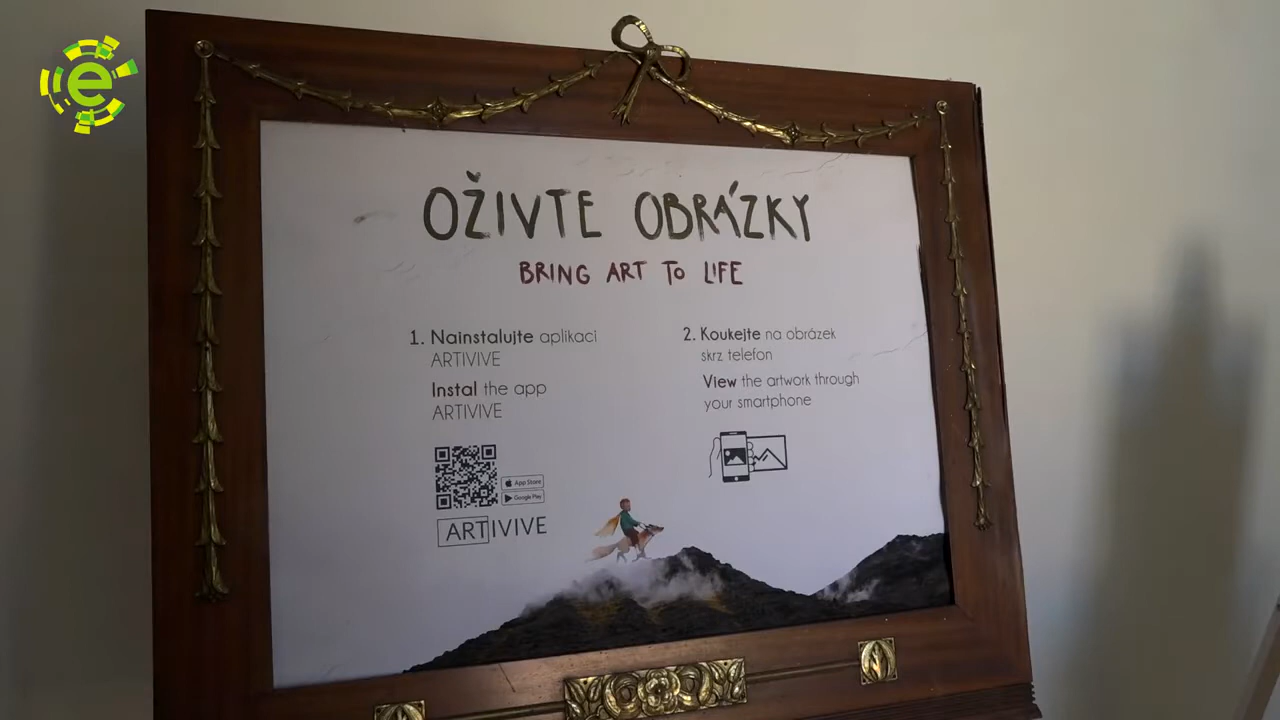 e
OŽIVTE OBRÁZKY
BRING ART TO LIFE
1. Nainstalujte aplikaci
ARTIVIVE
Instal the app
ARTIVIVE
App Store
Google Play
ARTIVIVE
2. Koukejte na obrázek
skrz telefon
View the artwork through
your smartphone